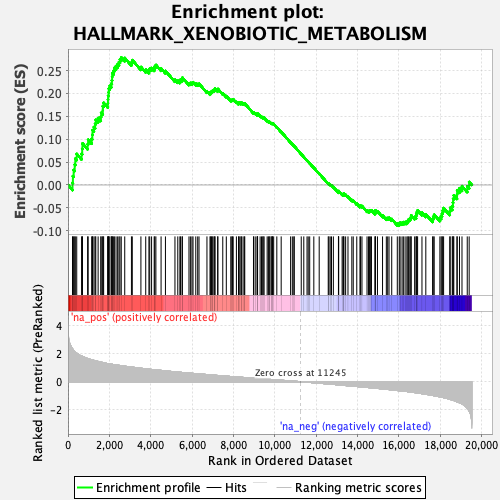 Enrichment plot:
HALLMARK_XENOBIOTIC_METABOLISM
Enrichment score (ES)
0.25
0.20
0.15
0.10
0.05
0.00
-0.05
-0.10
'na_pos' (positively correlated)
Ranked list metric (PreRanked)
4
2
0
-2
Zero cross at 11245
'na_neg' (negatively correlated)
0 2,000 4,000 6,000 8,000 10,000 12,000 14,000 16,000 18,000 20,000
Rank in Ordered Dataset
Enrichment profile Hits Ranking metric scores